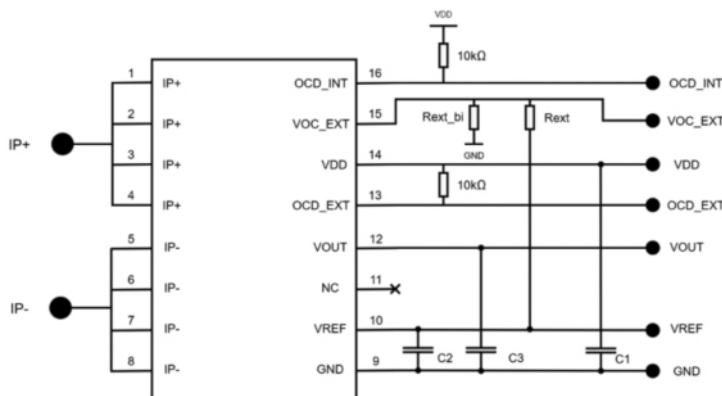 VDD
10kΩ
1 IP+ OCD_INT 16 OCD_INT
2 IP+ VOC_EXT 15 Rext_bi Rext VOC_EXT
IP+
GND
3 IP+ VDD 14 VDD
10kΩ
4 IP+ OCD_EXT 13 OCD_EXT
5 IP- VOUT 12 VOUT
6 IP- NC 11
IP-
7 IP- VREF 10 VREF
C2 C3 C1
8 IP- GND 9 GND